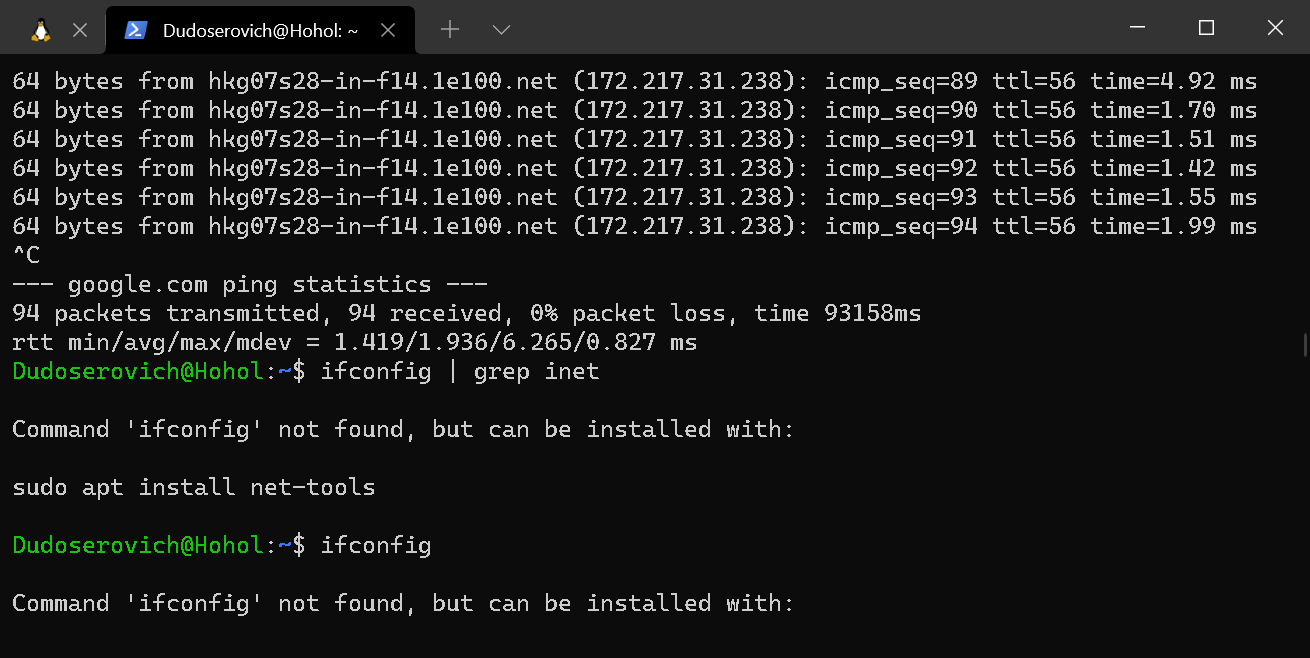 Dudoserovich@Hohol: ~
64 bytes from hkg07s28-in-f14.1e100.net (172.217.31.238): icmp_seq=89 ttl=56 time=4.92 ms
64 bytes from hkg07s28-in-f14.1e100.net (172.217.31.238): icmp_seq=90 ttl=56 time=1.70 ms
64 bytes from hkg07s28-in-f14.1e100.net (172.217.31.238): icmp_seq=91 ttl=56 time=1.51 ms
64 bytes from hkg07s28-in-f14.1e100.net (172.217.31.238): icmp_seq=92 ttl=56 time=1.42 ms
64 bytes from hkg07s28-in-f14.1e100.net (172.217.31.238): icmp_seq=93 ttl=56 time=1.55 ms
64 bytes from hkg07s28-in-f14.1e100.net (172.217.31.238): icmp_seq=94 ttl=56 time=1.99 ms
^C
--- google.com ping statistics ---
94 packets transmitted, 94 received, 0% packet loss, time 93158ms
rtt min/avg/max/mdev = 1.419/1.936/6.265/0.827 ms
Dudoserovich@Hohol:~$ ifconfig | grep inet
Command 'ifconfig' not found, but can be installed with:
sudo apt install net-tools
Dudoserovich@Hohol:~$ ifconfig
Command 'ifconfig' not found, but can be installed with: